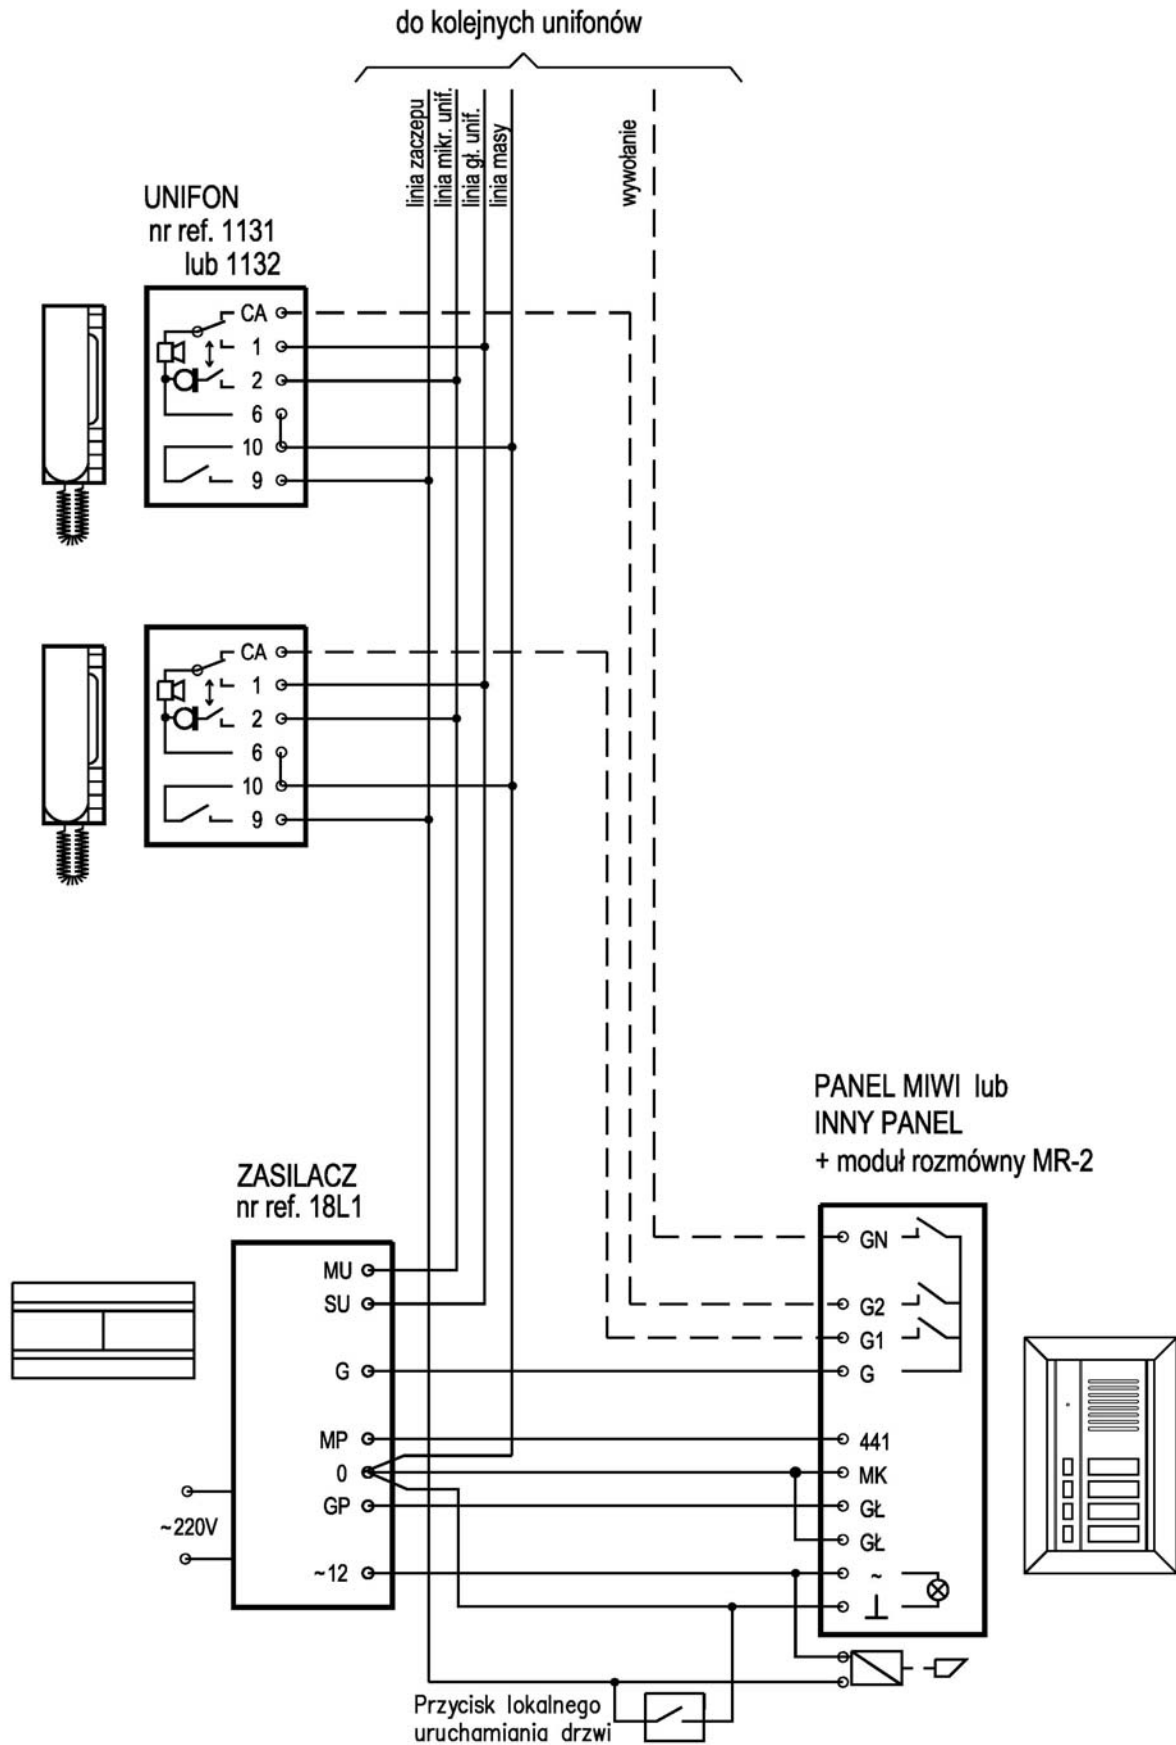 do kolejnych unifonów
linia zaczepu
linia mikr. unif.
linia gł. unif.
linia masy
wywołanie
UNIFON
nr ref. 1131
lub 1132
CA
1
2
6
10
9
CA
1
2
6
10
9
PANEL MIWI lub
INNY PANEL
+ moduł rozmówny MR-2
ZASILACZ
nr ref. 18L1
MU
SU
G
MP
0
GP
~12
~220V
GN
G2
G1
G
441
MK
GŁ
GŁ
~
Przycisk lokalnego
uruchamiania drzwi